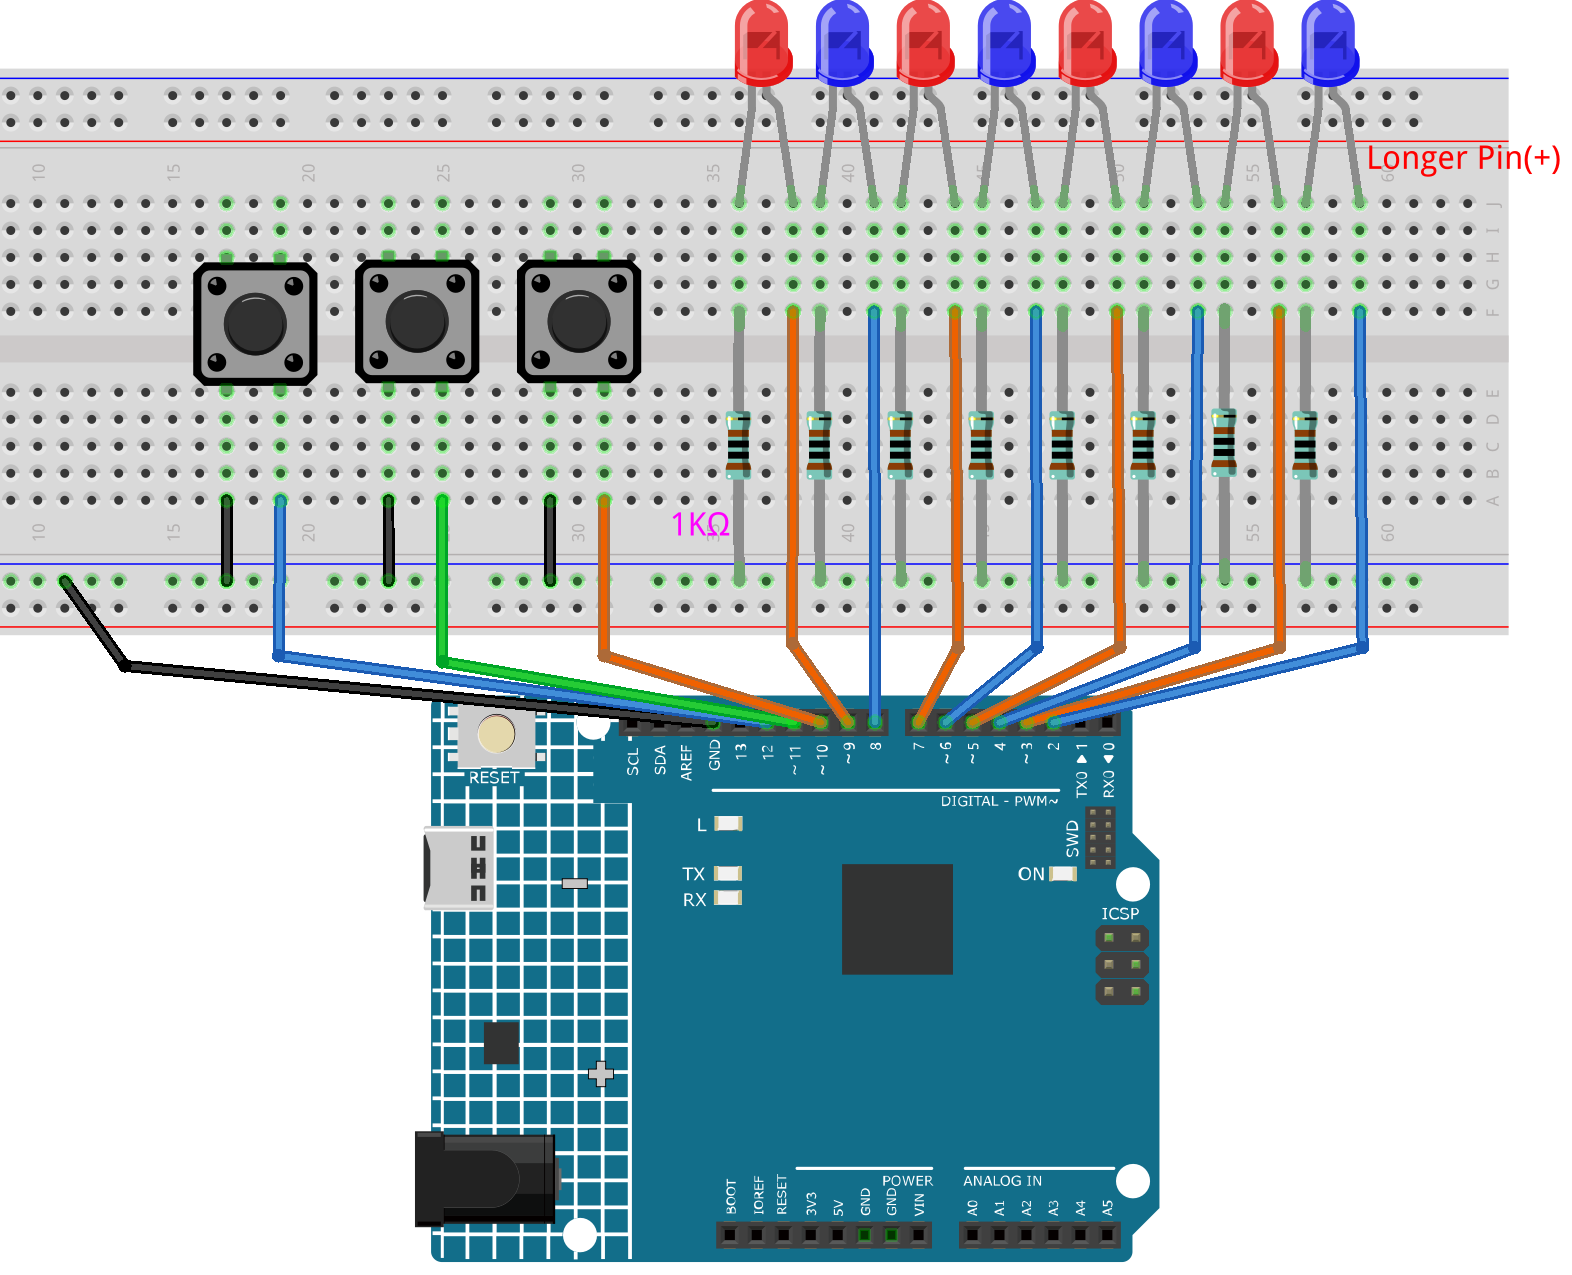 10 15 20 25 30 35 40 45 50 55 60
Longer Pin(+)
J
I
H
G
F
E
D
C
B
A
1KΩ
10 15 20 30 40 55 60
RESET
SCL
SDA
AREF
GND
13
12
~11
~10
~9
8
7
~6
~5
4
~3
2
TX0 ▶ 1
RX0 ◀ 0
DIGITAL - PWM~
L
TX
RX
ON
SWD
ICSP
POWER
ANALOG IN
BOOT
IOREF
RESET
3V3
5V
GND
GND
VIN
A0
A1
A2
A3
A4
A5